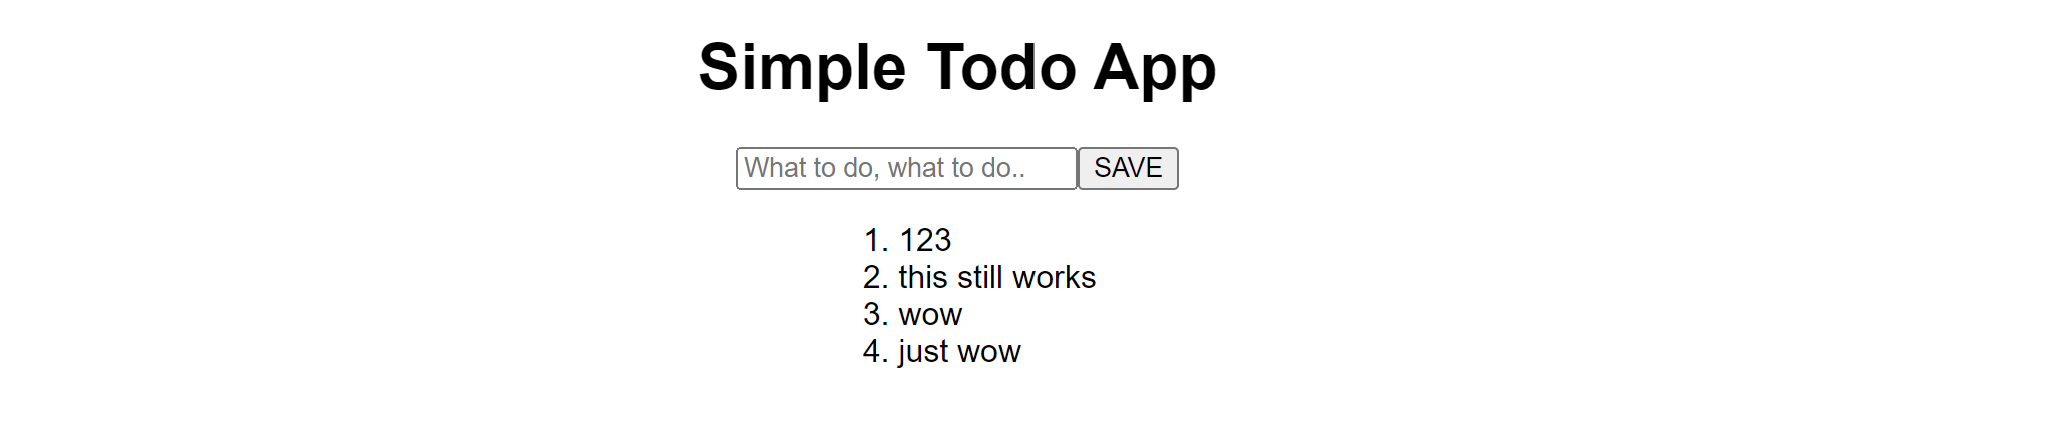 Simple Todo App
What to do, what to do.. SAVE
1. 123
2. this still works
3. wow
4. just wow